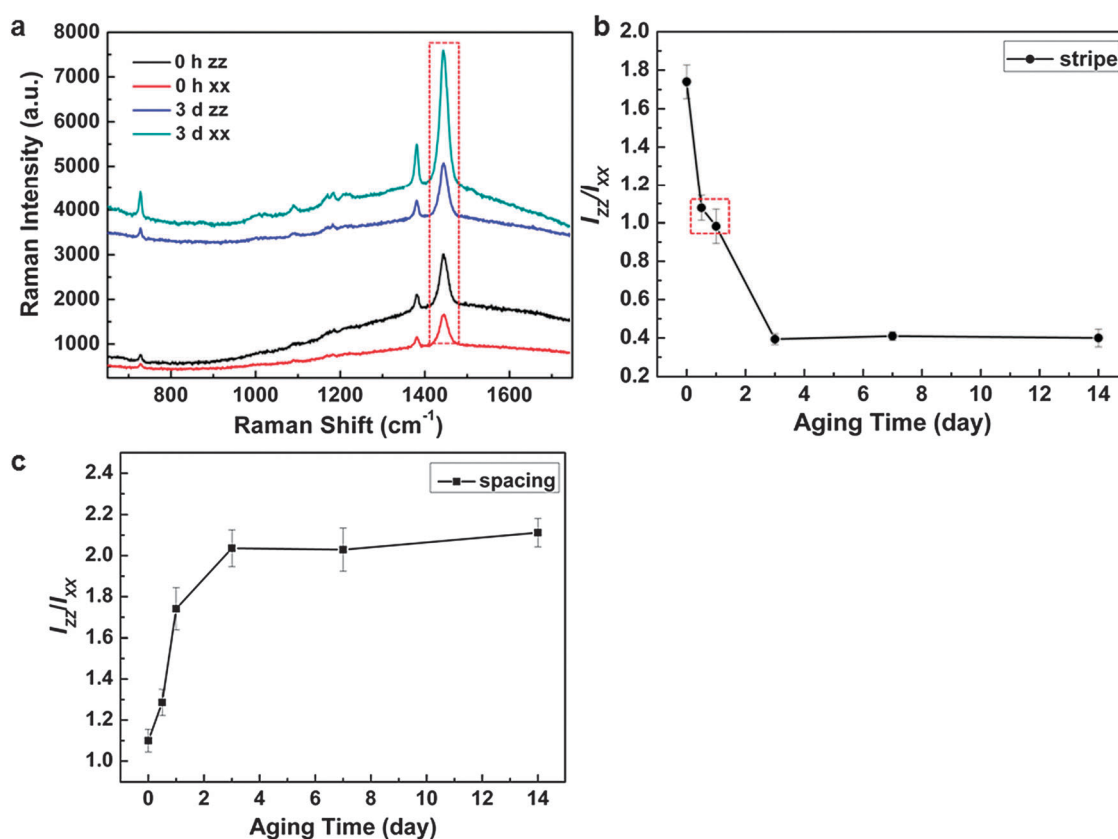 a
8000
7000
6000
5000
4000
3000
2000
1000
Raman Intensity (a.u.)
0 h zz
0 h xx
3 d zz
3 d xx
800 1000 1200 1400 1600
Raman Shift (cm⁻¹)
b
2.0
1.8
1.6
1.4
1.2
1.0
0.8
0.6
0.4
0.2
Izz/Ixx
stripe
0 2 4 6 8 10 12 14
Aging Time (day)
c
2.4
2.2
2.0
1.8
1.6
1.4
1.2
1.0
Izz/Ixx
spacing
0 2 4 6 8 10 12 14
Aging Time (day)